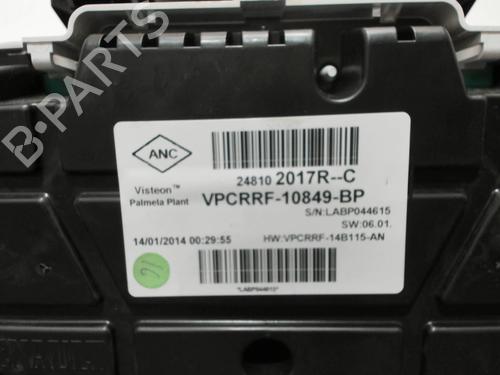 B-PARTS
ANC
24810 2017R--C
Visteon™
Palmela Plant
VPCRRF-10849-BP
S/N:LABP044615
SW:06.01.
14/01/2014 00:29:55
HW:VPCRRF-14B115-AN